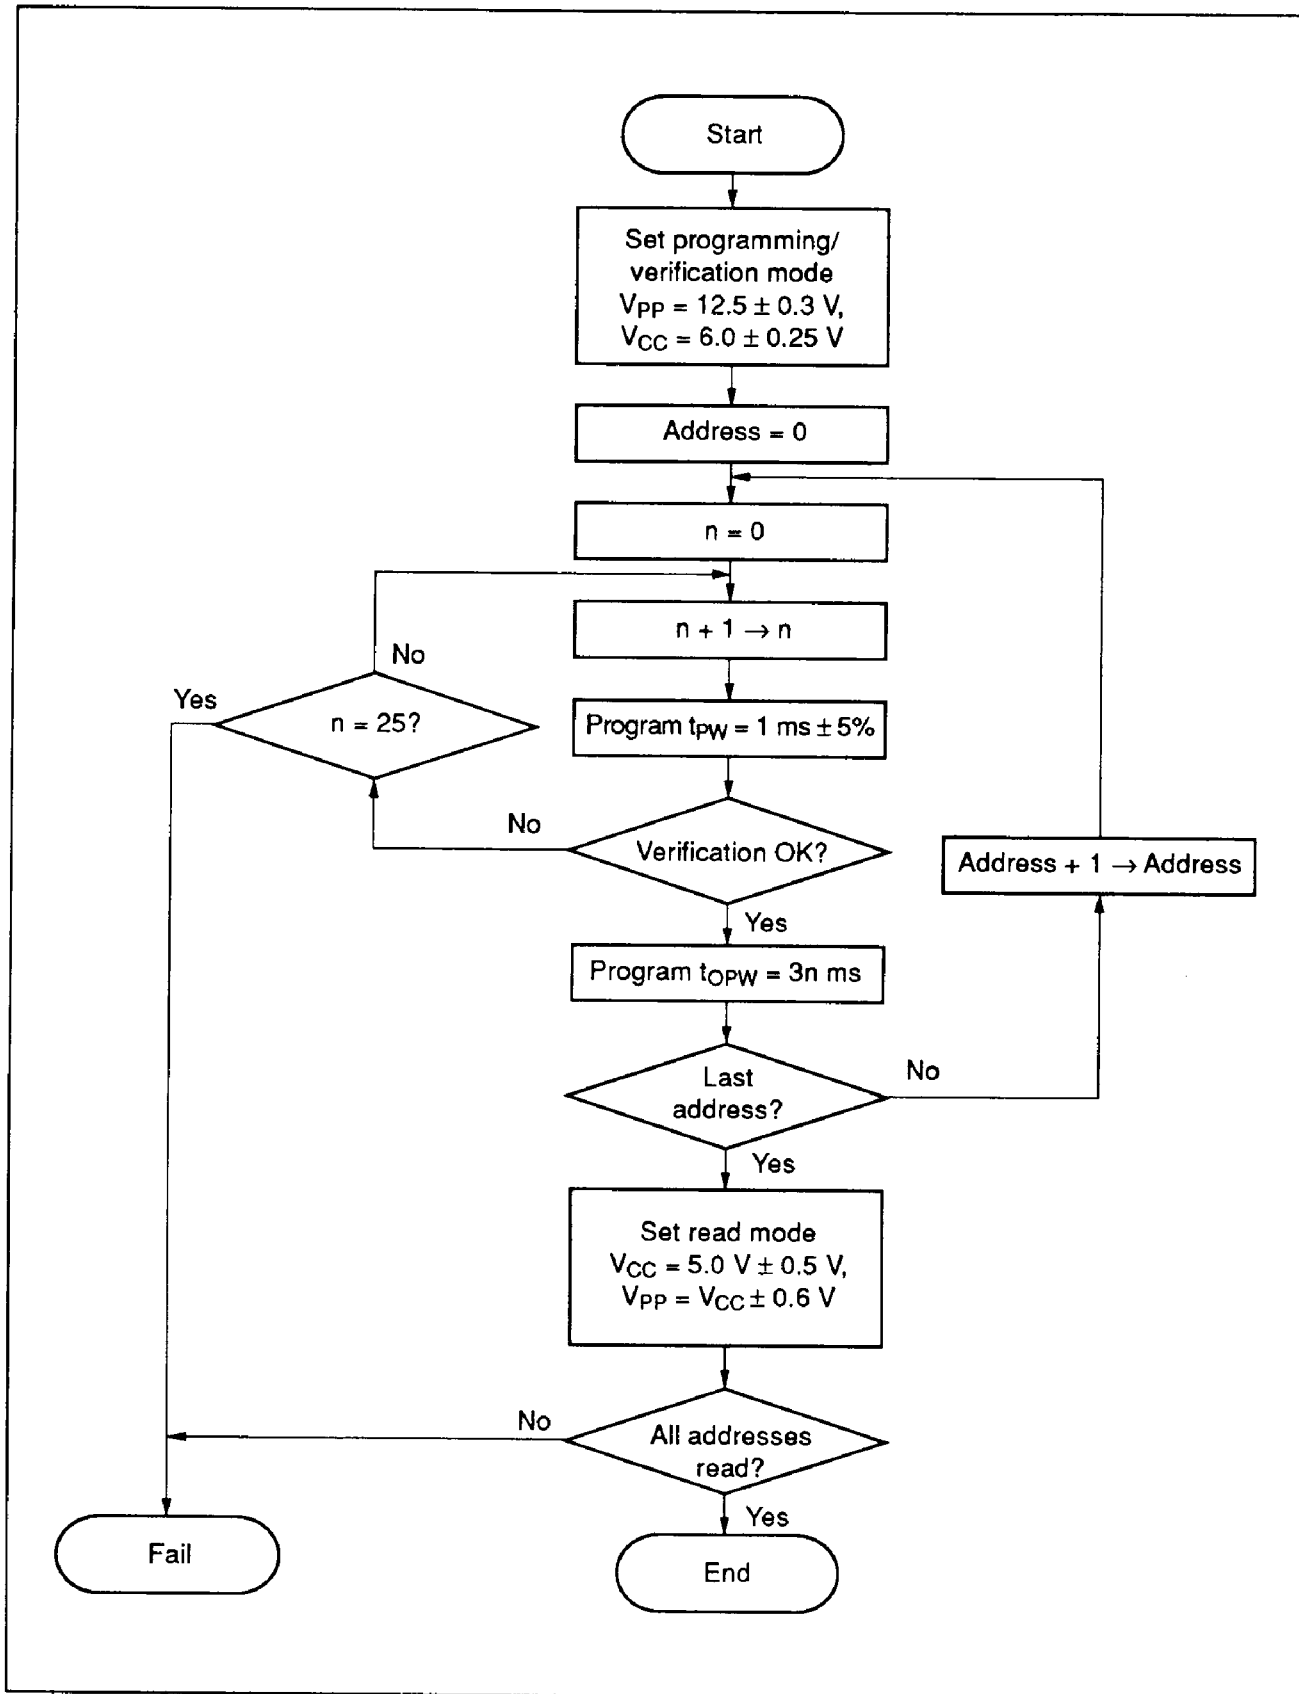 Start
Set programming/
verification mode
VPP = 12.5 ± 0.3 V,
VCC = 6.0 ± 0.25 V
Address = 0
n = 0
n + 1 → n
No
Yes
n = 25?
Program tPW = 1 ms ± 5%
No
Verification OK?
Address + 1 → Address
Yes
Program tOPW = 3n ms
Last
address?
No
Yes
Set read mode
VCC = 5.0 V ± 0.5 V,
VPP = VCC ± 0.6 V
No
All addresses
read?
Yes
Fail
End